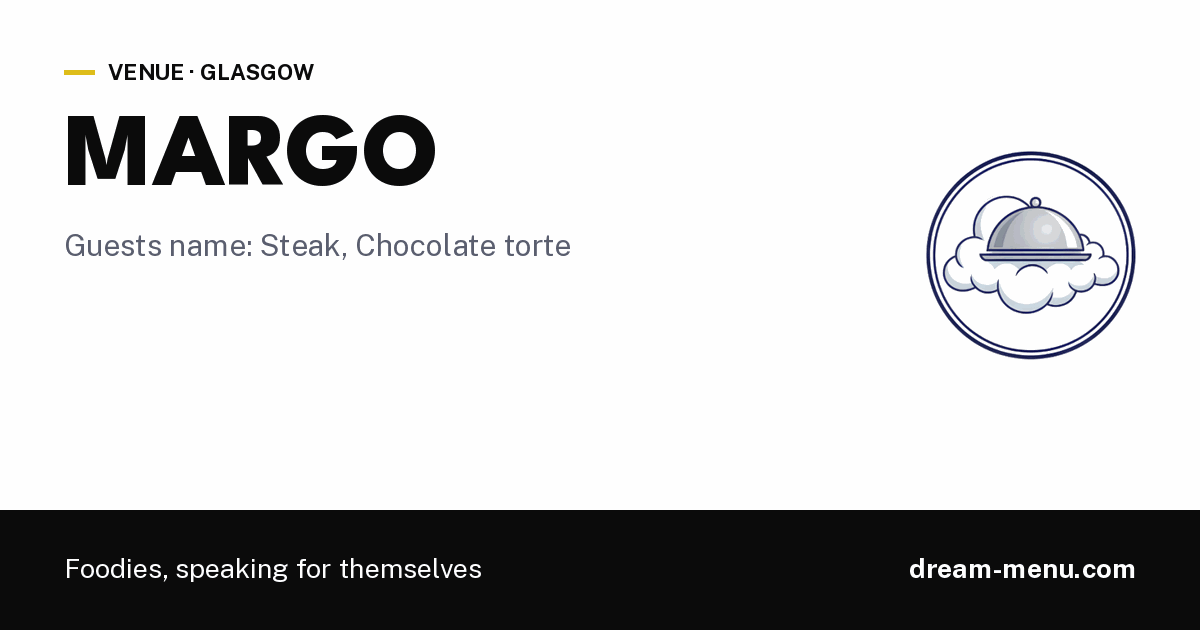 VENUE · GLASGOW
MARGO
Guests name: Steak, Chocolate torte
Foodies, speaking for themselves
dream-menu.com